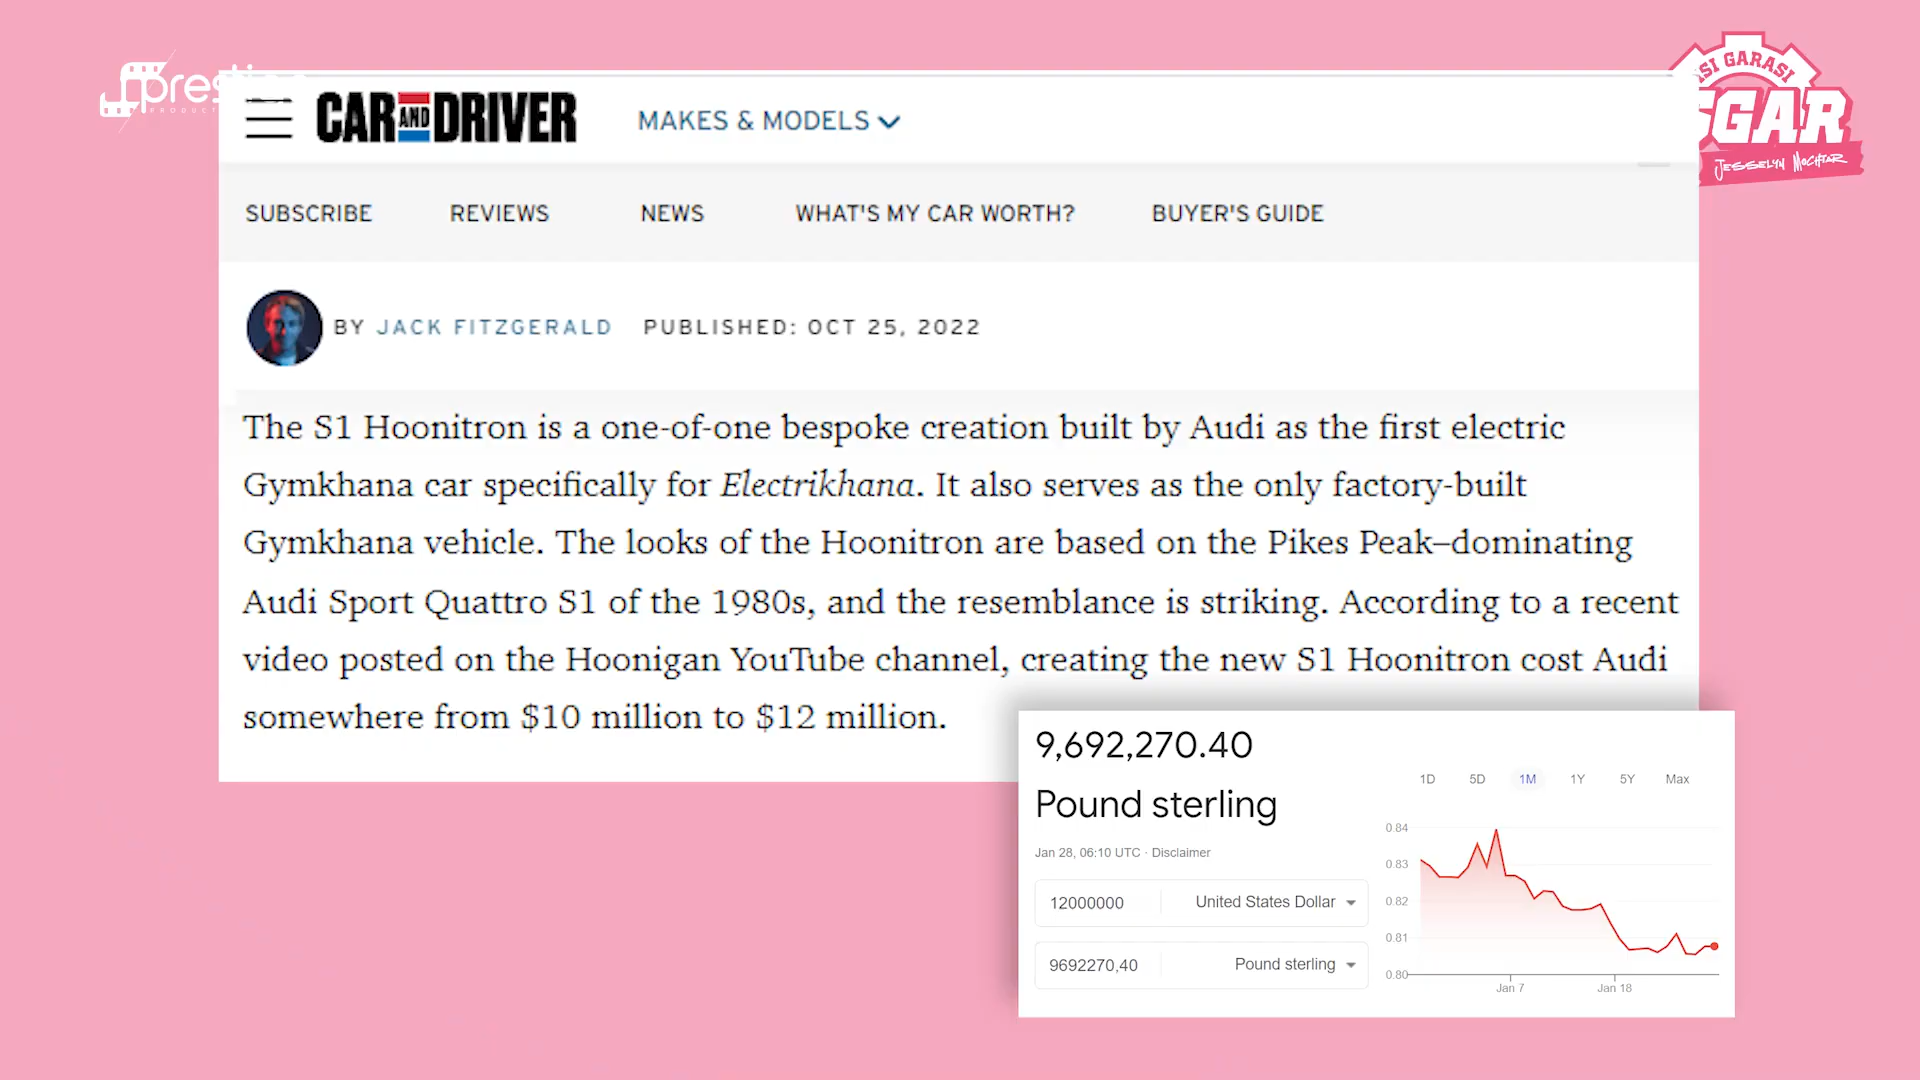 prestige
PRODUCT
SI GARASI
SGAR
JESSELYN MOCHTAR
CAR AND DRIVER
MAKES & MODELS
SUBSCRIBE REVIEWS NEWS WHAT'S MY CAR WORTH? BUYER'S GUIDE
BY JACK FITZGERALD PUBLISHED: OCT 25, 2022
The S1 Hoonitron is a one-of-one bespoke creation built by Audi as the first electric
Gymkhana car specifically for Electrikhana. It also serves as the only factory-built
Gymkhana vehicle. The looks of the Hoonitron are based on the Pikes Peak–dominating
Audi Sport Quattro S1 of the 1980s, and the resemblance is striking. According to a recent
video posted on the Hoonigan YouTube channel, creating the new S1 Hoonitron cost Audi
somewhere from $10 million to $12 million.
9,692,270.40
Pound sterling
Jan 28, 06:10 UTC · Disclaimer
12000000 United States Dollar
9692270,40 Pound sterling
1D 5D 1M 1Y 5Y Max
0.84
0.83
0.82
0.81
0.80
Jan 7 Jan 18